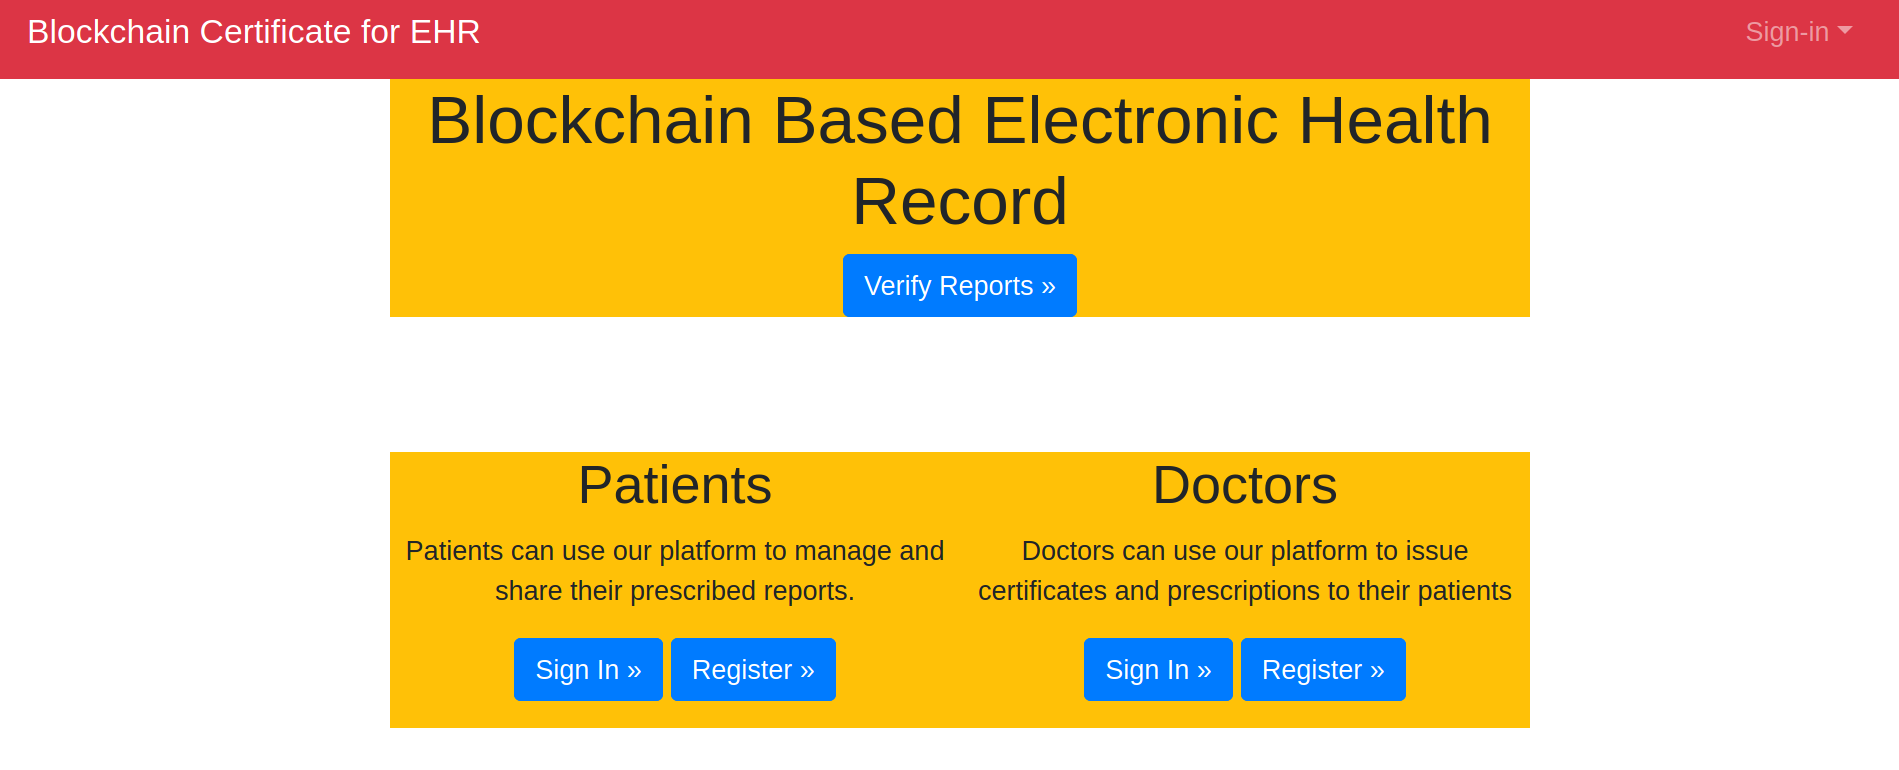 Blockchain Certificate for EHR
Sign-in
Blockchain Based Electronic Health
Record
Verify Reports »
Patients
Patients can use our platform to manage and
share their prescribed reports.
Sign In » Register »
Doctors
Doctors can use our platform to issue
certificates and prescriptions to their patients
Sign In » Register »